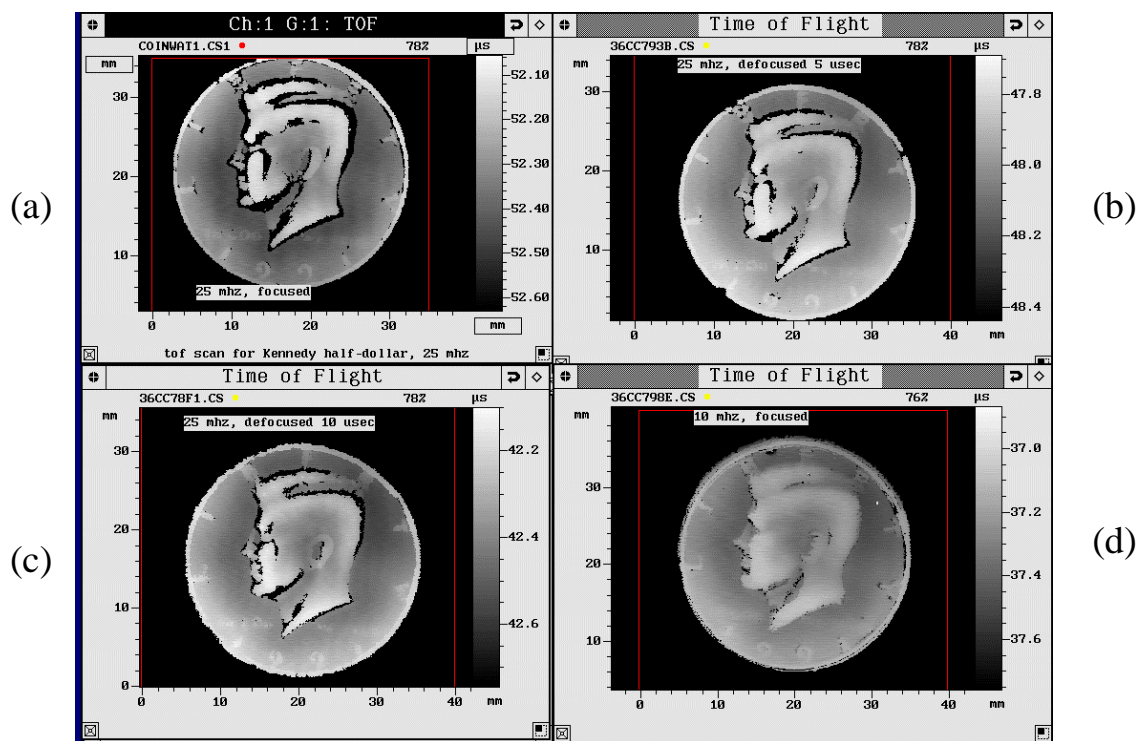 (a)
Ch:1 G:1: TOF
COINWAT1.CS1 78% µs
mm
30
20
10
52.10
52.20
52.30
52.40
52.50
52.60
25 mhz, focused
0 10 20 30
mm
tof scan for Kennedy half-dollar, 25 mhz
(b)
Time of Flight
36CC793B.CS 78% µs
25 mhz, defocused 5 usec
mm
30
20
10
47.8
48.0
48.2
48.4
0 10 20 30 40 mm
(c)
Time of Flight
36CC78F1.CS 78% µs
25 mhz, defocused 10 usec
mm
30
20
10
0
42.2
42.4
42.6
0 10 20 30 40 mm
(d)
Time of Flight
36CC798E.CS 76% µs
10 mhz, focused
mm
40
30
20
10
37.0
37.2
37.4
37.6
0 10 20 30 40 mm